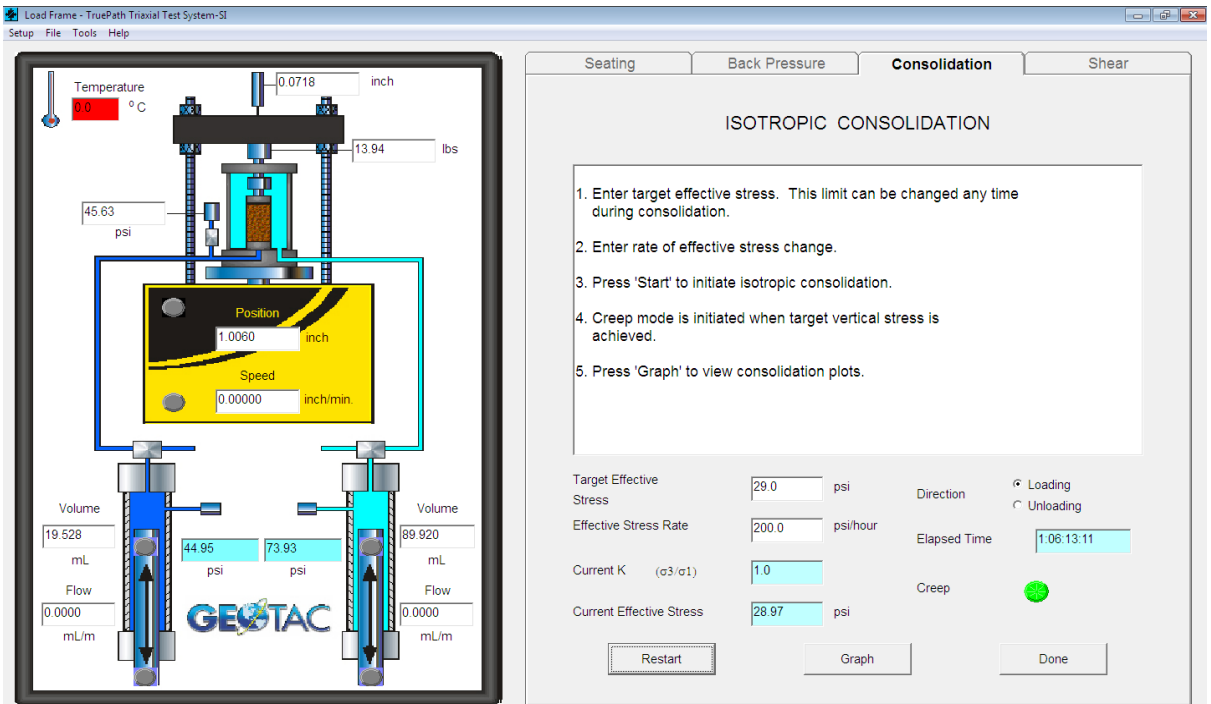 Load Frame - TruePath Triaxial Test System-SI
Setup File Tools Help
Temperature
0.0 ° C
0.0718 inch
13.94 lbs
45.63
psi
Position
1.0060 inch
Speed
0.00000 inch/min.
Volume
19.528
mL
Flow
0.0000
mL/m
44.95
psi
73.93
psi
Volume
89.920
mL
Flow
0.0000
mL/m
GEOTAC
Seating Back Pressure Consolidation Shear
ISOTROPIC CONSOLIDATION
1. Enter target effective stress. This limit can be changed any time
during consolidation.
2. Enter rate of effective stress change.
3. Press 'Start' to initiate isotropic consolidation.
4. Creep mode is initiated when target vertical stress is
achieved.
5. Press 'Graph' to view consolidation plots.
Target Effective
Stress
29.0 psi
Effective Stress Rate 200.0 psi/hour
Current K (σ3/σ1) 1.0
Current Effective Stress 28.97 psi
Direction
Loading
Unloading
Elapsed Time 1:06:13:11
Creep
Restart Graph Done